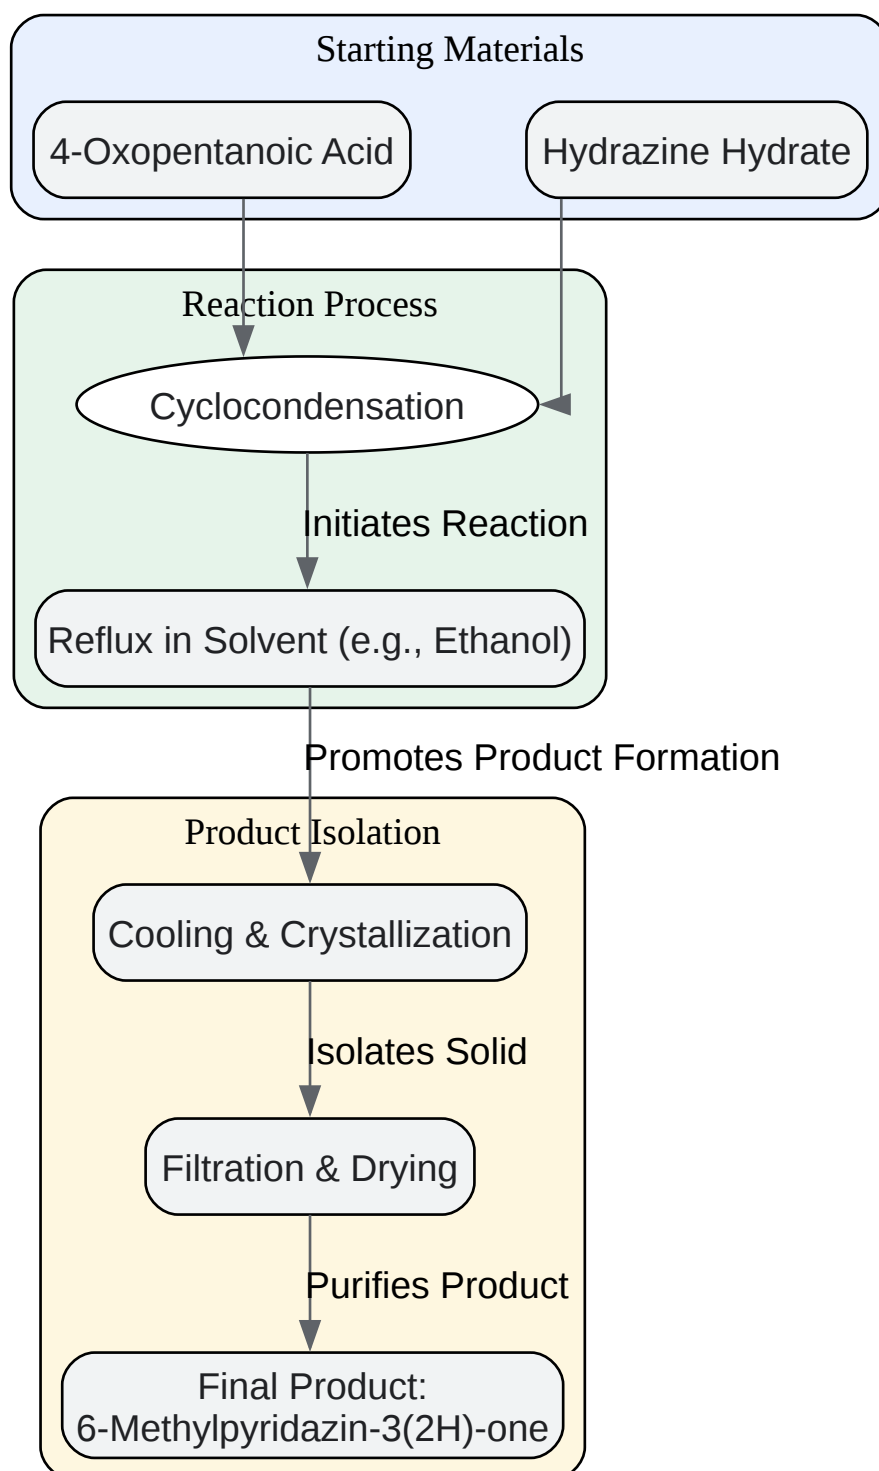 Starting Materials
4-Oxopentanoic Acid
Hydrazine Hydrate
Reaction Process
Cyclocondensation
Initiates Reaction
Reflux in Solvent (e.g., Ethanol)
Promotes Product Formation
Product Isolation
Cooling & Crystallization
Isolates Solid
Filtration & Drying
Purifies Product
Final Product:
6-Methylpyridazin-3(2H)-one